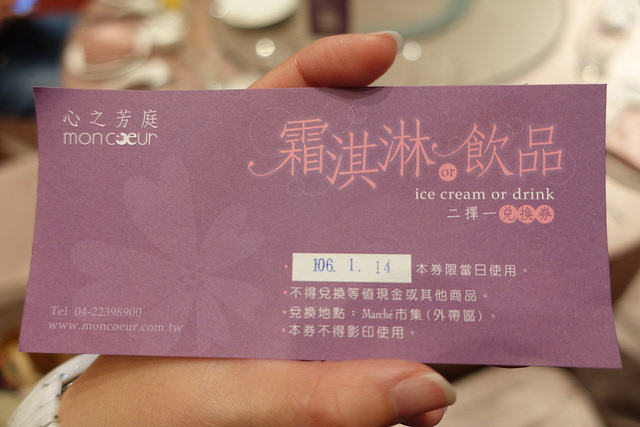 心之芳庭
mon coeur
霜淇淋 or 飲品
ice cream or drink
二擇一兌換券
106. 1. 14 本券限當日使用。
·不得兌換等值現金或其他商品。
·兌換地點：Marché市集(外帶區)。
·本券不得影印使用。
Tel 04-22398900
www.moncoeur.com.tw